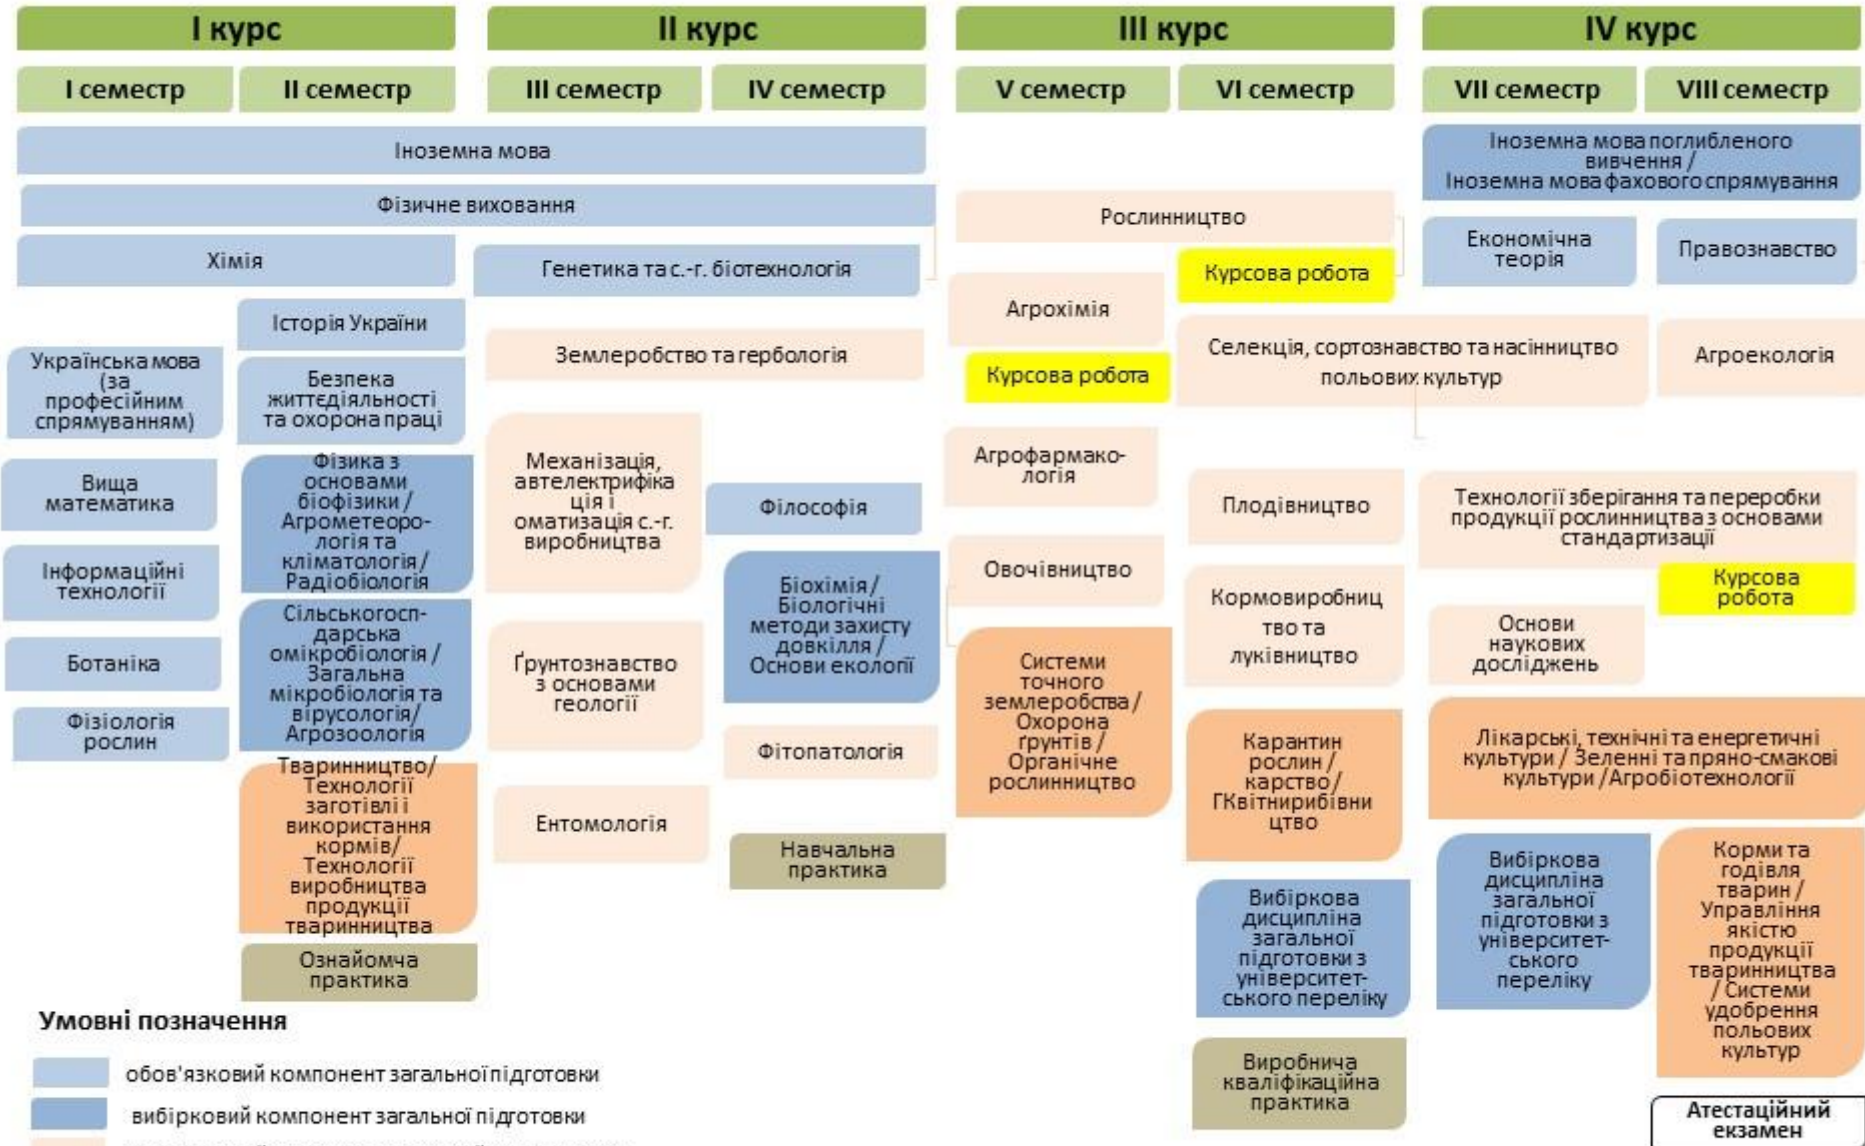 I курс
II курс
III курс
IV курс
I семестр
II семестр
III семестр
IV семестр
V семестр
VI семестр
VII семестр
VIII семестр
Іноземна мова
Фізичне виховання
Хімія
Історія України
Українська мова
(за
професійним
спрямуванням)
Безпека
життєдіяльності
та охорона праці
Вища
математика
Фізика з
основами
біофізики /
Агрометеоро-
логія та
кліматологія/
Радіобіологія
Інформаційні
технології
Ботаніка
Фізіологія
рослин
Сільськогосп-
дарська
омікробіологія /
Загальна
мікробіологія та
вірусологія/
Агрозоологія
Тваринництво/
Технології
заготівлі і
використання
кормів/
Технології
виробництва
продукції
тваринництва
Ознайомча
практика
Генетика та с.-г. біотехнологія
Землеробство та гербологія
Механізація,
автелектрифіка
ція і
оматизація с.-г.
виробництва
Ґрунтознавство
з основами
геології
Ентомологія
Філософія
Біохімія /
Біологічні
методи захисту
довкілля /
Основи екології
Фітопатологія
Навчальна
практика
Рослинництво
Курсова робота
Агрохімія
Курсова робота
Агрофармако-
логія
Овочівництво
Системи
точного
землеробства/
Охорона
ґрунтів /
Органічне
рослинництво
Селекція, сортознавство та насінництво
польових культур
Плодівництво
Кормовиробниц
тво та
луківництво
Карантин
рослин /
карство/
ГКвітнирибівни
цтво
Вибіркова
дисципліна
загальної
підготовки з
університет-
ського переліку
Виробнича
кваліфікаційна
практика
Іноземна мова поглибленого
вивчення /
Іноземна мова фахового спрямування
Економічна
теорія
Правознавство
Агроекологія
Технології зберігання та переробки
продукції рослинництва з основами
стандартизації
Курсова
робота
Основи
наукових
досліджень
Лікарські, технічні та енергетичні
культури / Зеленні та пряно-смакові
культури /Агробіотехнології
Вибіркова
дисципліна
загальної
підготовки з
університет-
ського
переліку
Корми та
годівля
тварин /
Управління
якістю
продукції
тваринництва
/ Системи
удобрення
польових
культур
Атестаційний
екзамен
Умовні позначення
обов'язковий компонент загальної підготовки
вибірковий компонент загальної підготовки